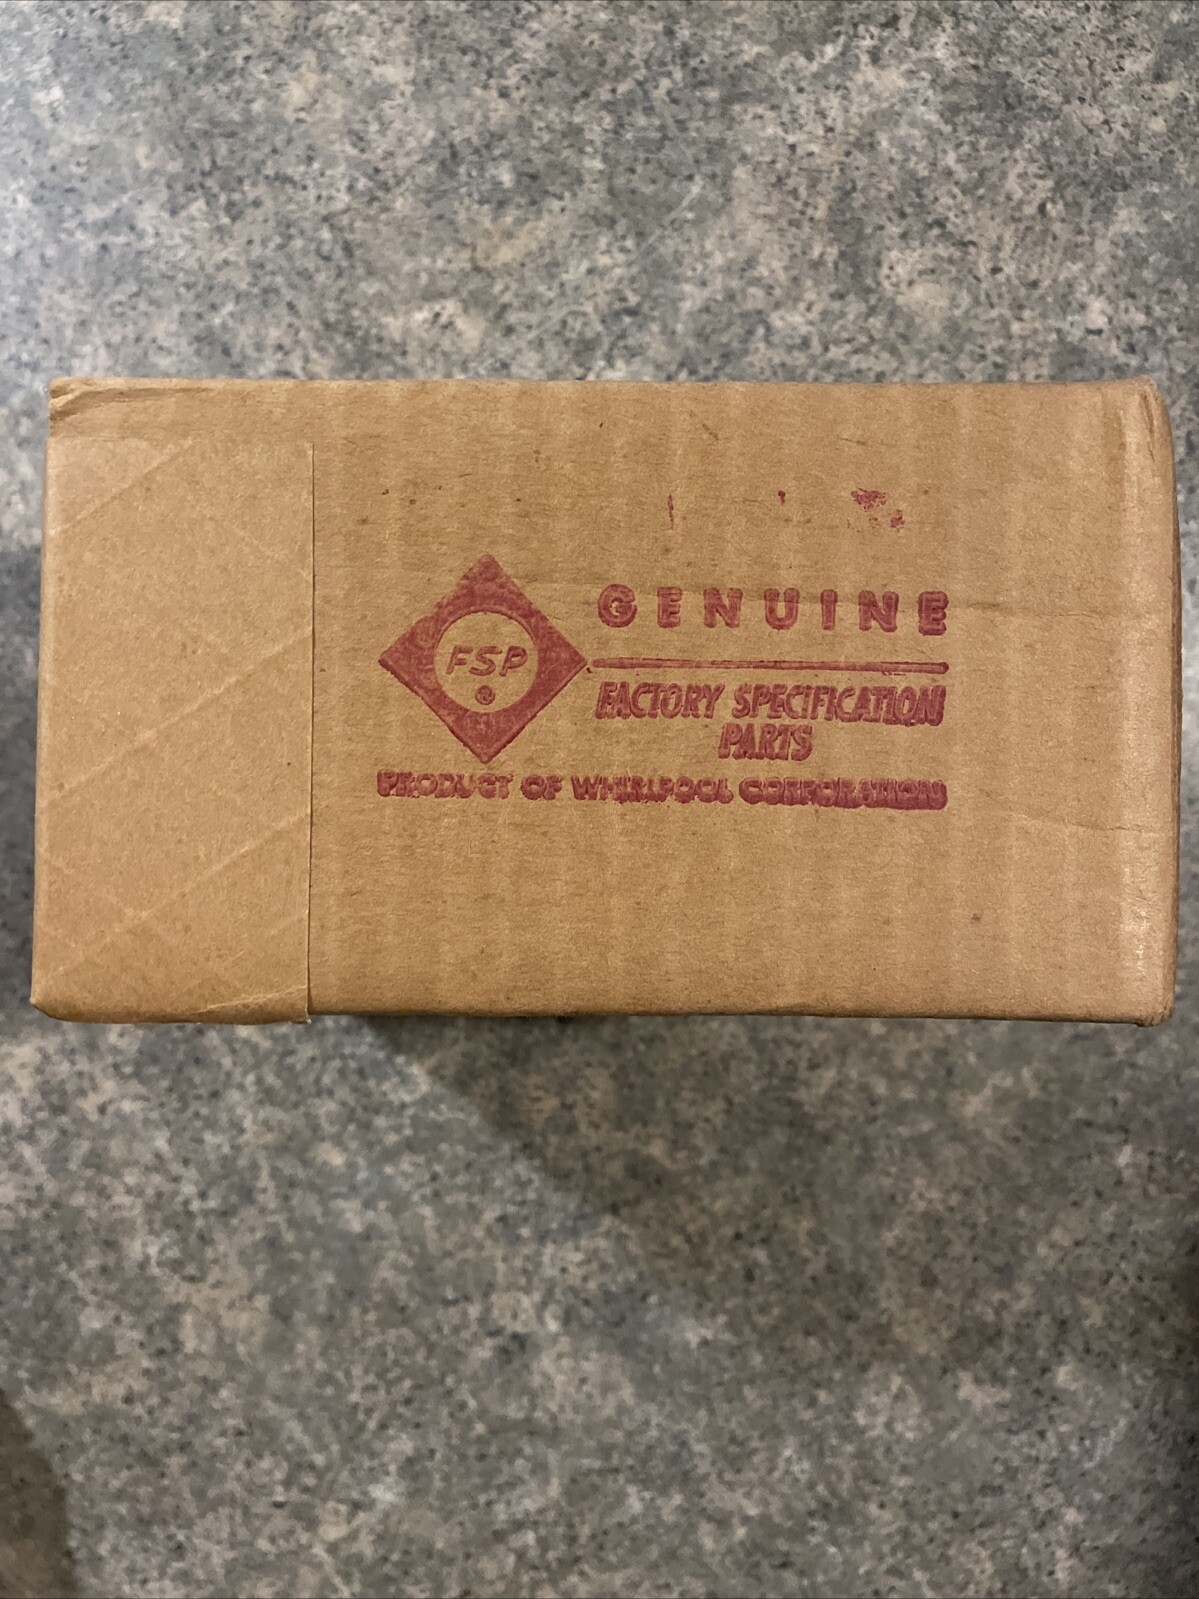 GENUINE
FSP
®
FACTORY SPECIFICATION
PARTS
PRODUCT OF WHIRLPOOL CORPORATION